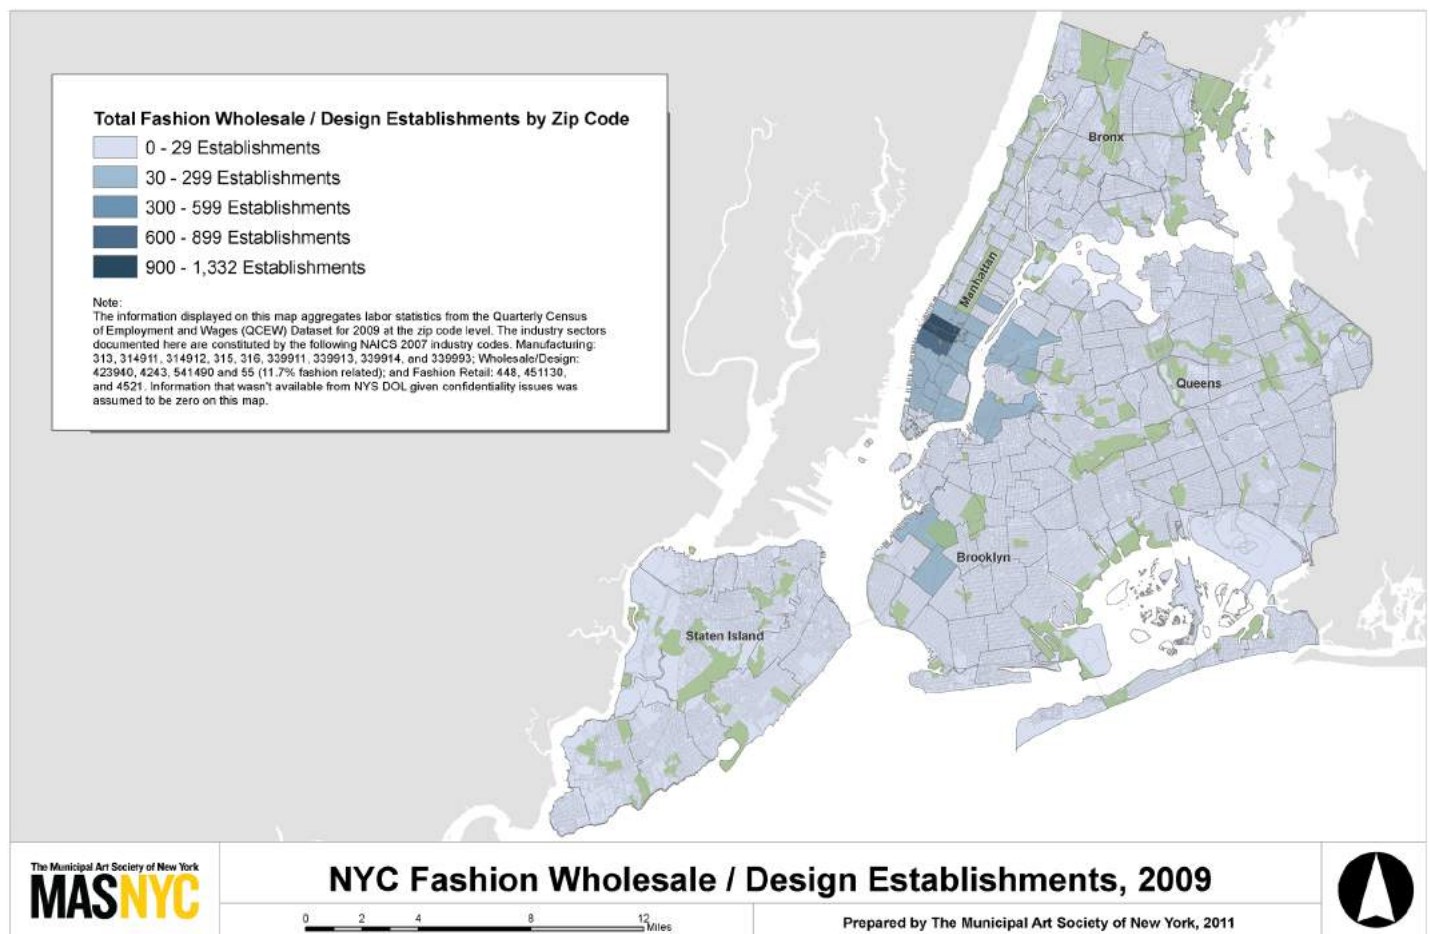 Total Fashion Wholesale / Design Establishments by Zip Code
0 - 29 Establishments
30 - 299 Establishments
300 - 599 Establishments
600 - 899 Establishments
900 - 1,332 Establishments
Note:
The information displayed on this map aggregates labor statistics from the Quarterly Census
of Employment and Wages (QCEW) Dataset for 2009 at the zip code level. The industry sectors
documented here are constituted by the following NAICS 2007 industry codes. Manufacturing:
313, 314911, 314912, 315, 316, 339911, 339913, 339914, and 339993; Wholesale/Design:
423940, 4243, 541490 and 55 (11.7% fashion related); and Fashion Retail: 448, 451130,
and 4521. Information that wasn't available from NYS DOL given confidentiality issues was
assumed to be zero on this map.
Bronx
Manhattan
Queens
Brooklyn
Staten Island
The Municipal Art Society of New York
MASNYC
NYC Fashion Wholesale / Design Establishments, 2009
0 2 4 8 12
Miles
Prepared by The Municipal Art Society of New York, 2011